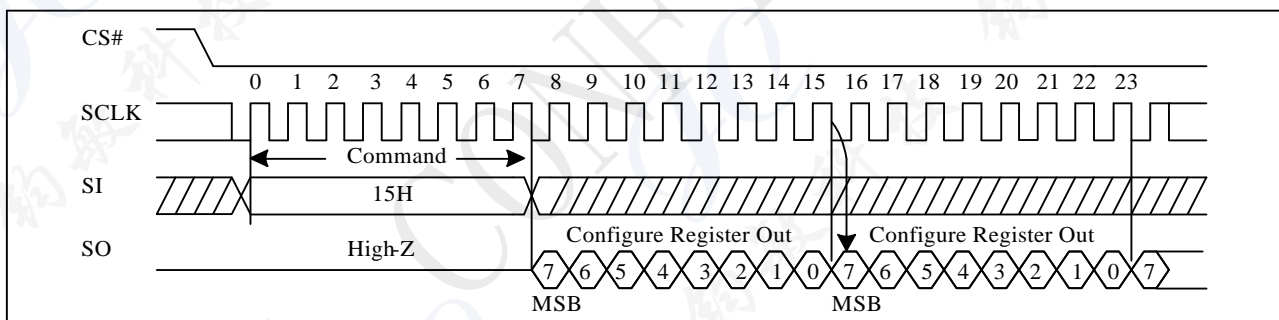 CS#
0 1 2 3 4 5 6 7 8 9 10 11 12 13 14 15 16 17 18 19 20 21 22 23
SCLK
Command
SI
15H
SO
High-Z
Configure Register Out
Configure Register Out
7 6 5 4 3 2 1 0 7 6 5 4 3 2 1 0 7
MSB
MSB